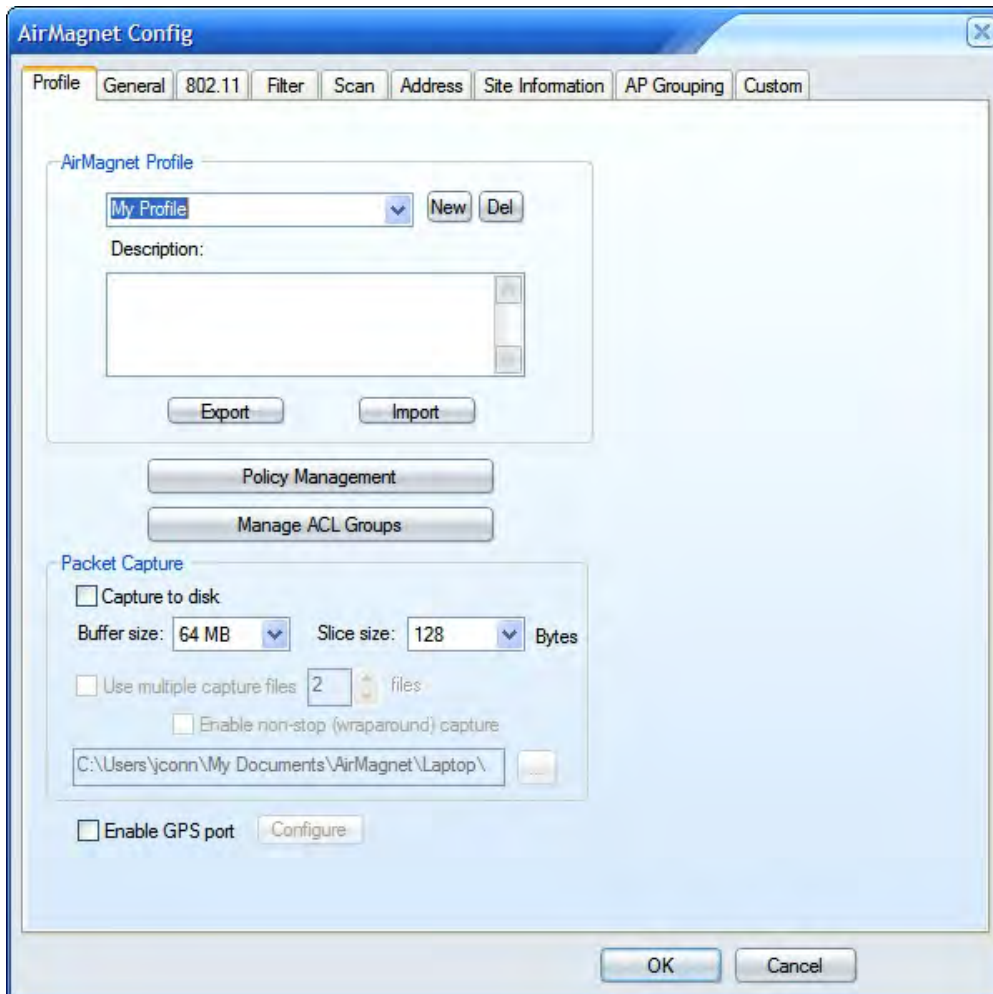 AirMagnet Config
Profile General 802.11 Filter Scan Address Site Information AP Grouping Custom
AirMagnet Profile
My Profile New Del
Description:
Export Import
Policy Management
Manage ACL Groups
Packet Capture
Capture to disk
Buffer size: 64 MB Slice size: 128 Bytes
Use multiple capture files 2 files
Enable non-stop (wraparound) capture
C:\Users\jconn\My Documents\AirMagnet\Laptop\ ...
Enable GPS port Configure
OK Cancel